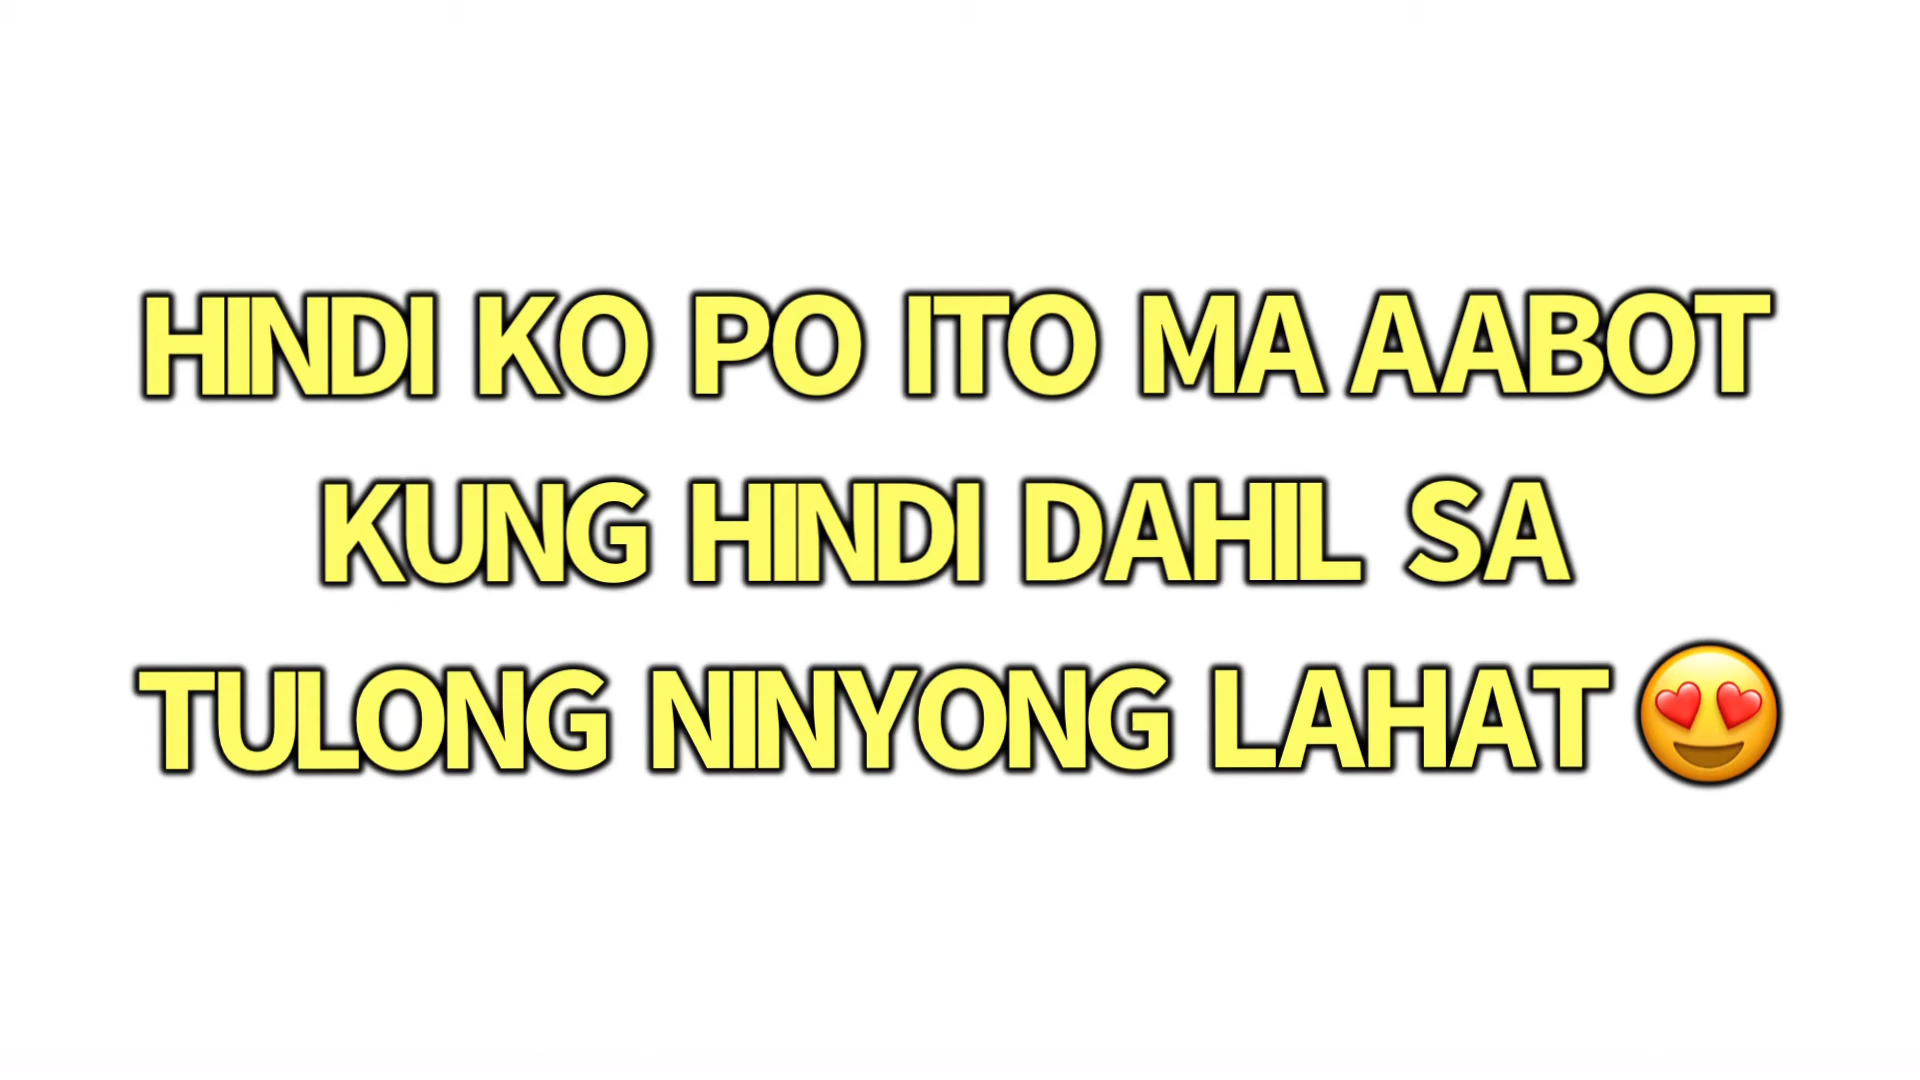 HINDI KO PO ITO MA AABOT
KUNG HINDI DAHIL SA
TULONG NINYONG LAHAT 😍